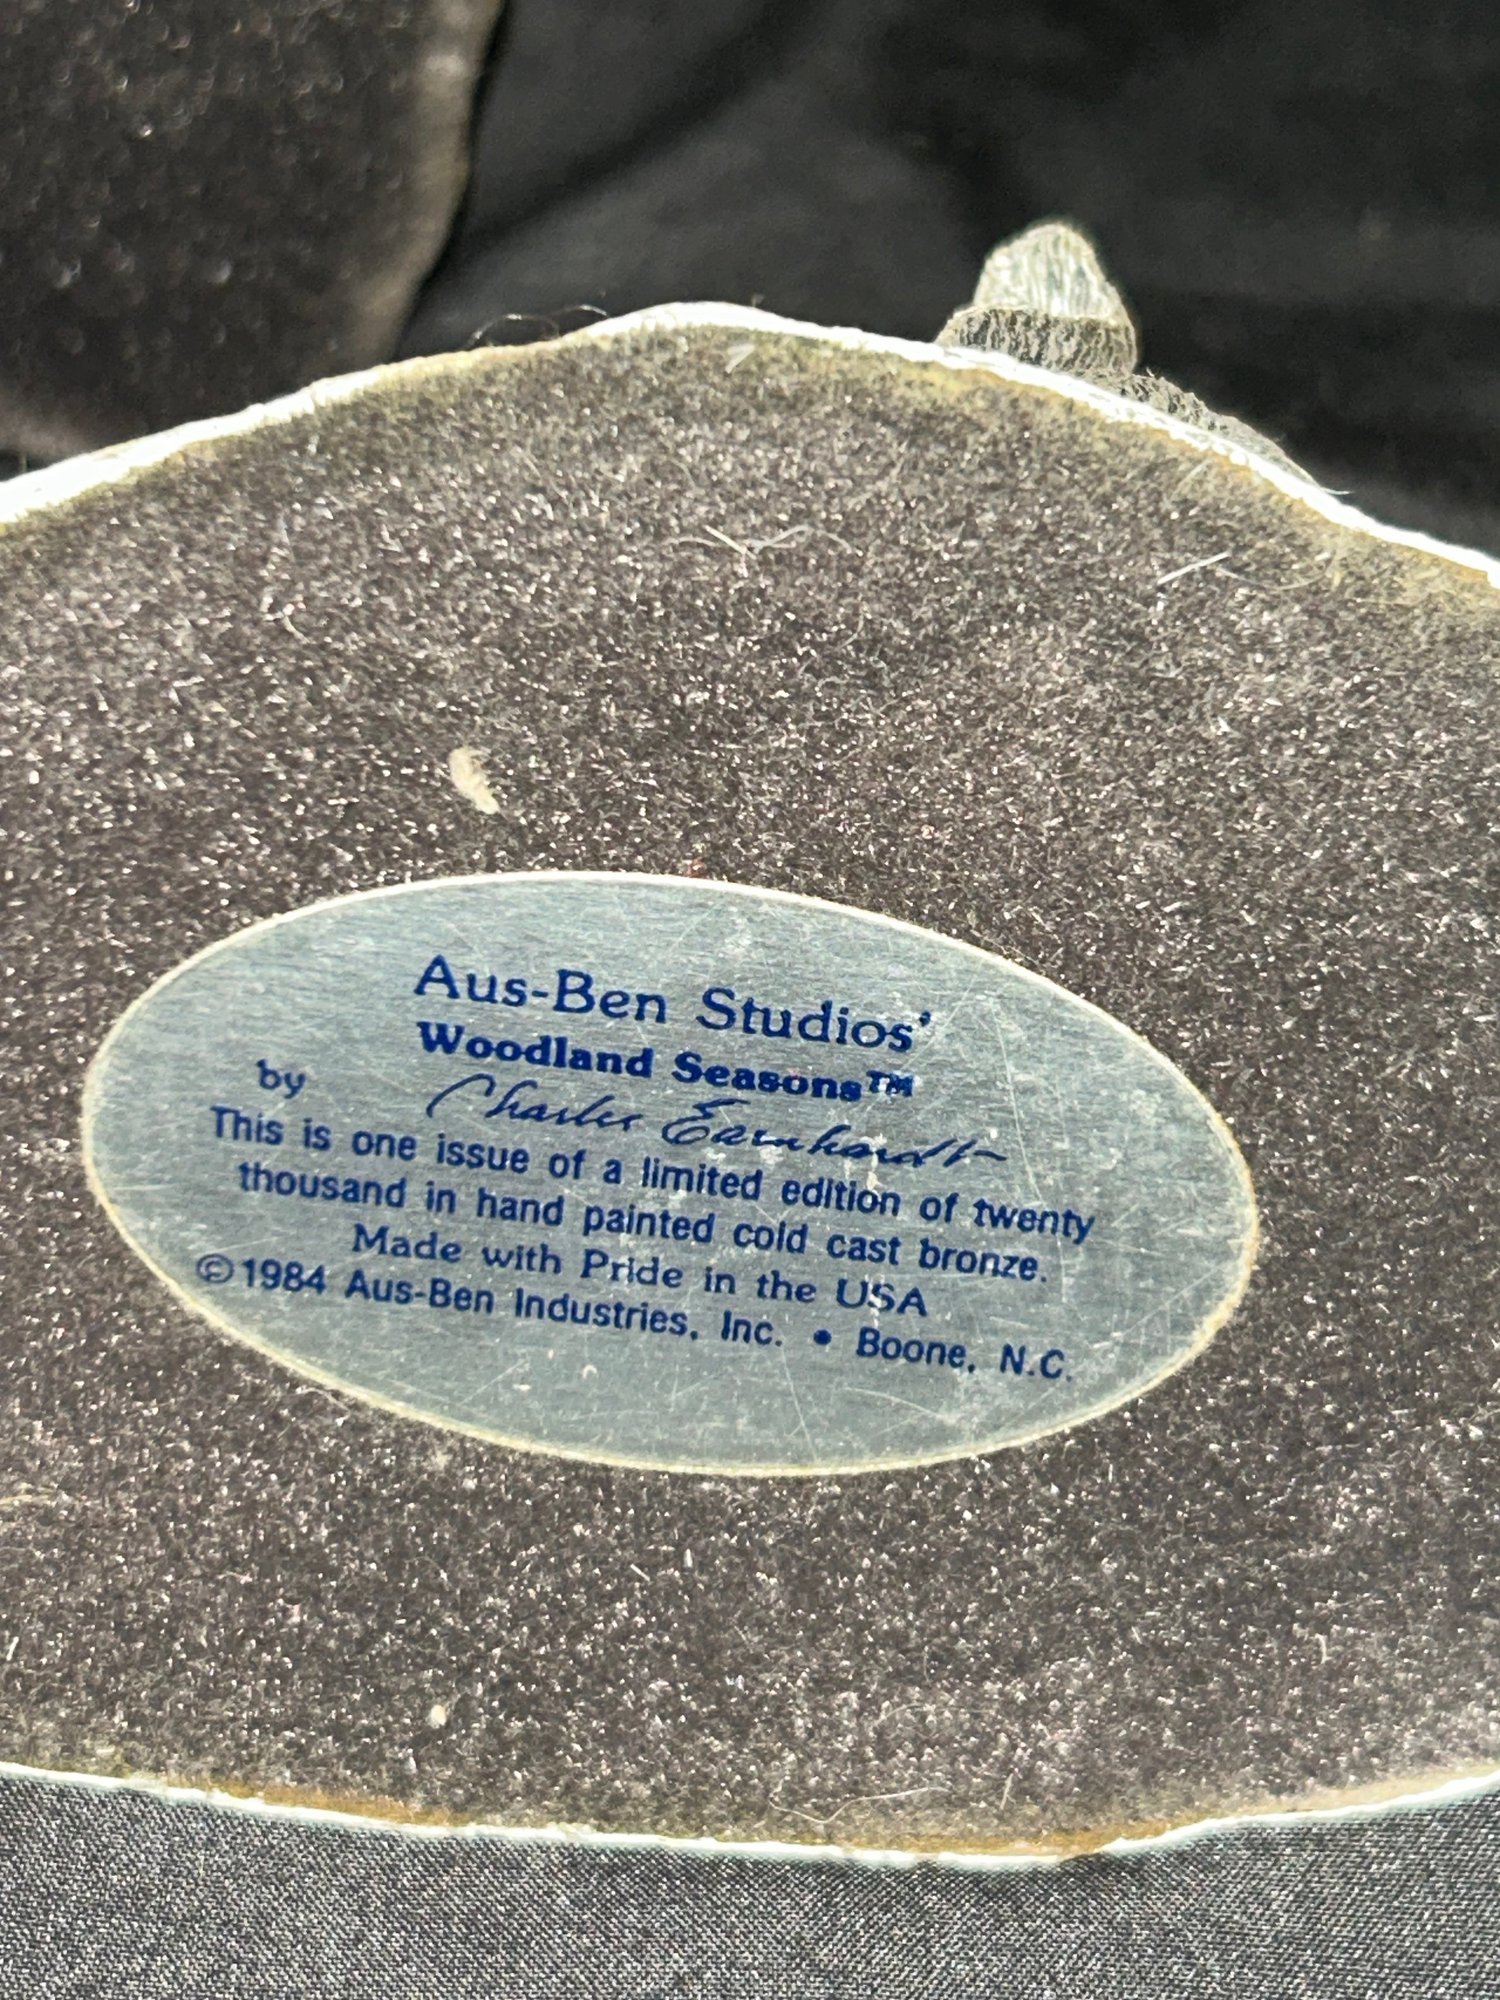 Aus-Ben Studios'
Woodland Seasons™
by Charles Earnhardt
This is one issue of a limited edition of twenty
thousand in hand painted cold cast bronze.
Made with Pride in the USA
©1984 Aus-Ben Industries, Inc. • Boone, N.C.